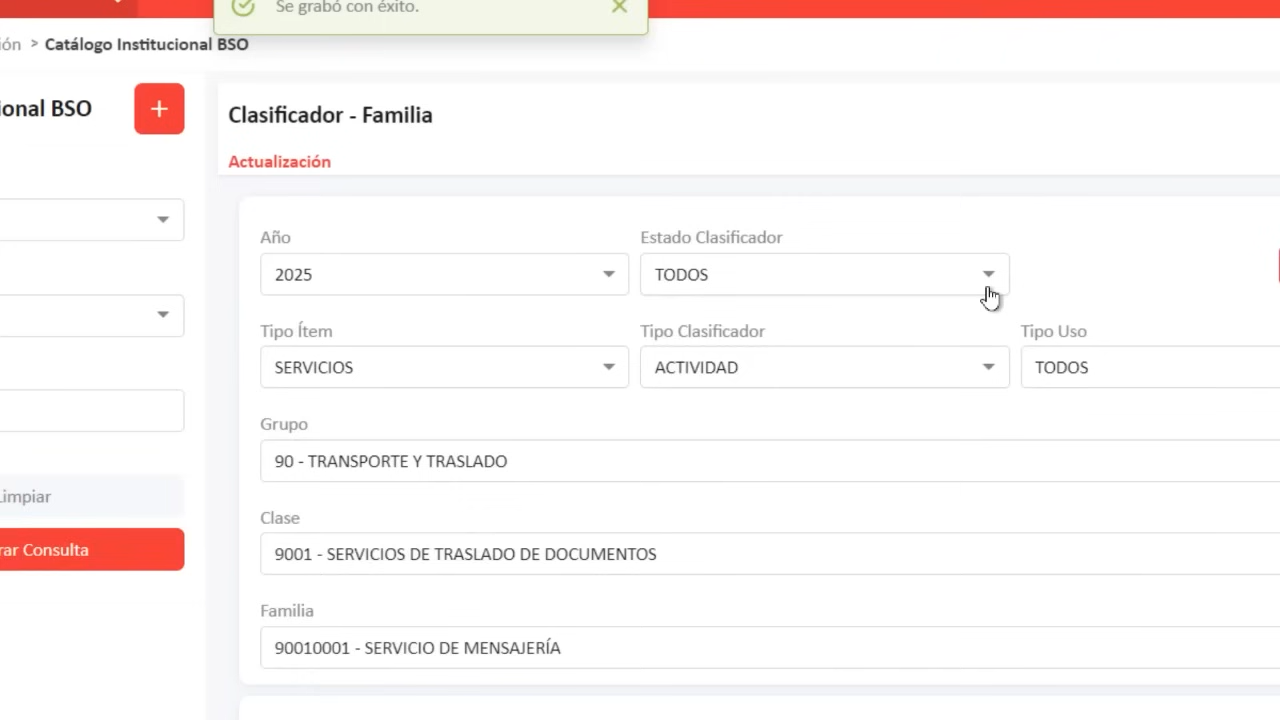 Se grabó con éxito.
ión > Catálogo Institucional BSO
ional BSO
+
Clasificador - Familia
Actualización
Año
Estado Clasificador
2025
TODOS
Tipo Ítem
Tipo Clasificador
Tipo Uso
SERVICIOS
ACTIVIDAD
TODOS
Grupo
90 - TRANSPORTE Y TRASLADO
Clase
9001 - SERVICIOS DE TRASLADO DE DOCUMENTOS
Familia
90010001 - SERVICIO DE MENSAJERÍA
Limpiar
rar Consulta